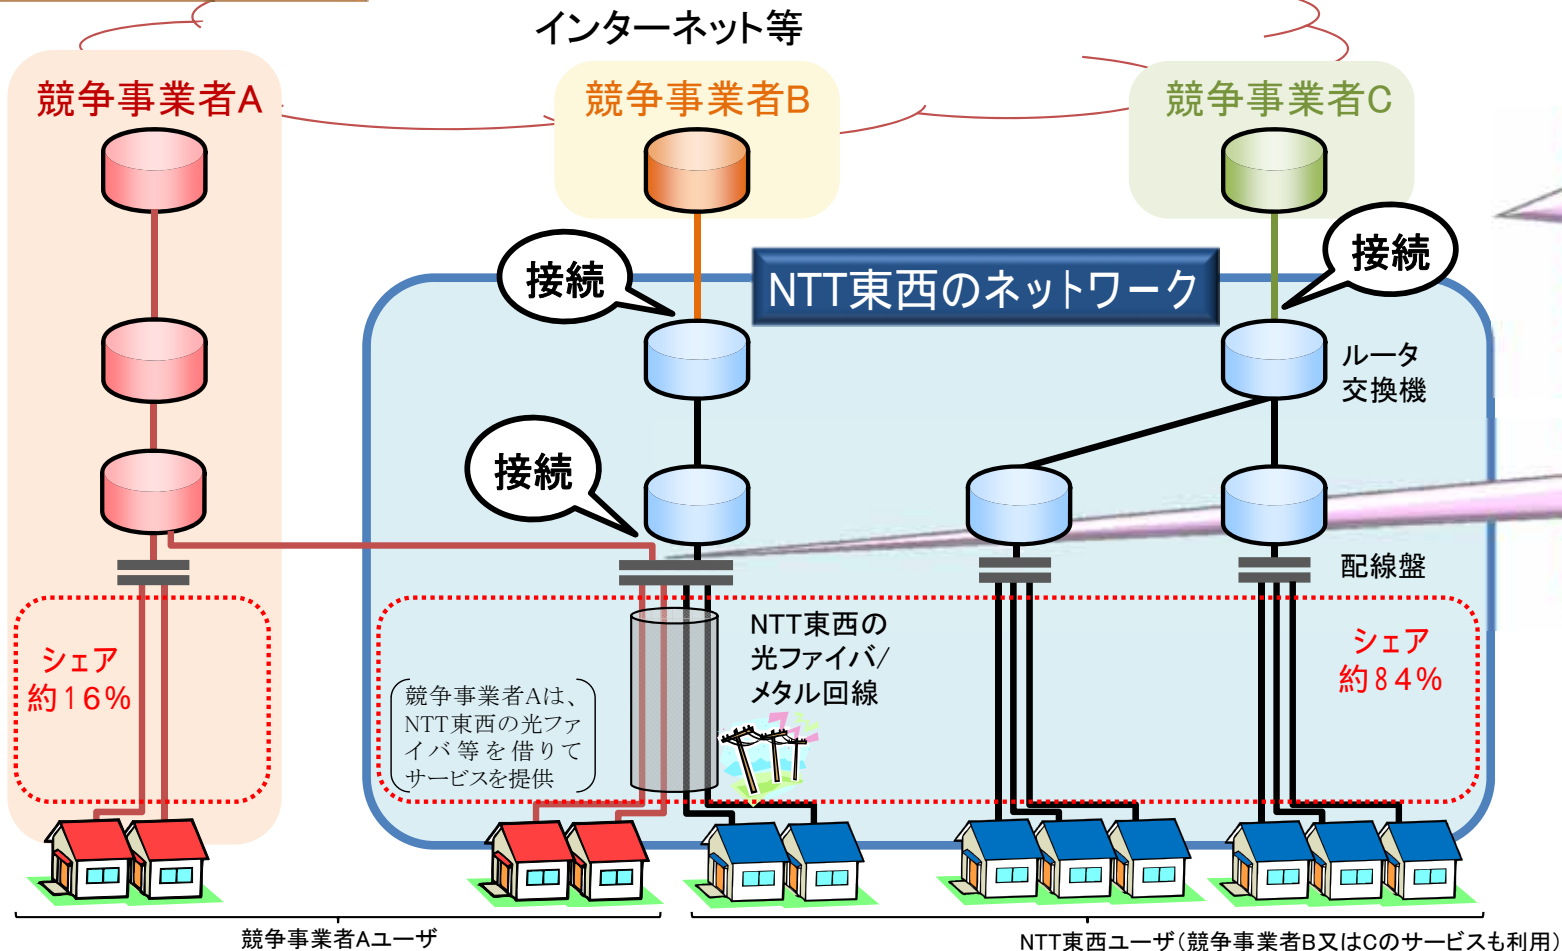 インターネット等
競争事業者A
競争事業者B
競争事業者C
接続
NTT東西のネットワーク
接続
ルータ
交換機
接続
配線盤
シェア
約16%
競争事業者Aは、
NTT東西の光ファ
イバ等を借りて
サービスを提供
NTT東西の
光ファイバ/
メタル回線
シェア
約84%
競争事業者Aユーザ
NTT東西ユーザ(競争事業者B又はCのサービスも利用)